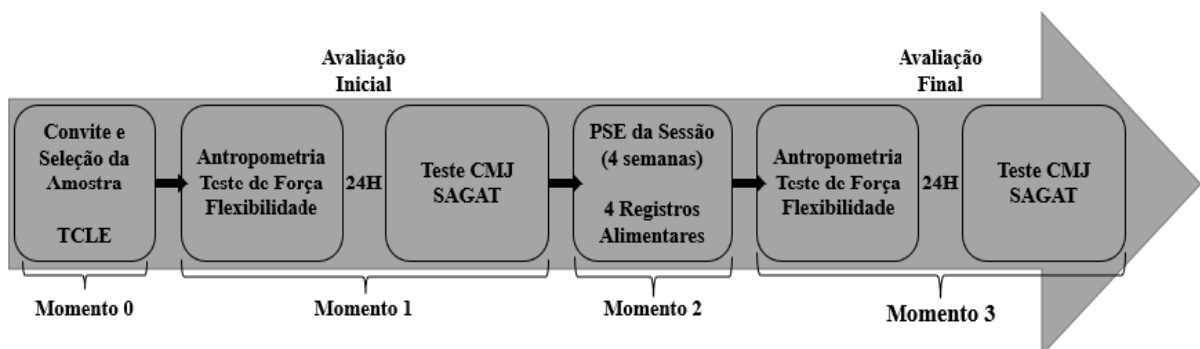 Avaliação
Inicial
Avaliação
Final
Convite e
Seleção da
Amostra
TCLE
Antropometria
Teste de Força
Flexibilidade
24H
Teste CMJ
SAGAT
PSE da Sessão
(4 semanas)
4 Registros
Alimentares
Antropometria
Teste de Força
Flexibilidade
24H
Teste CMJ
SAGAT
Momento 0
Momento 1
Momento 2
Momento 3